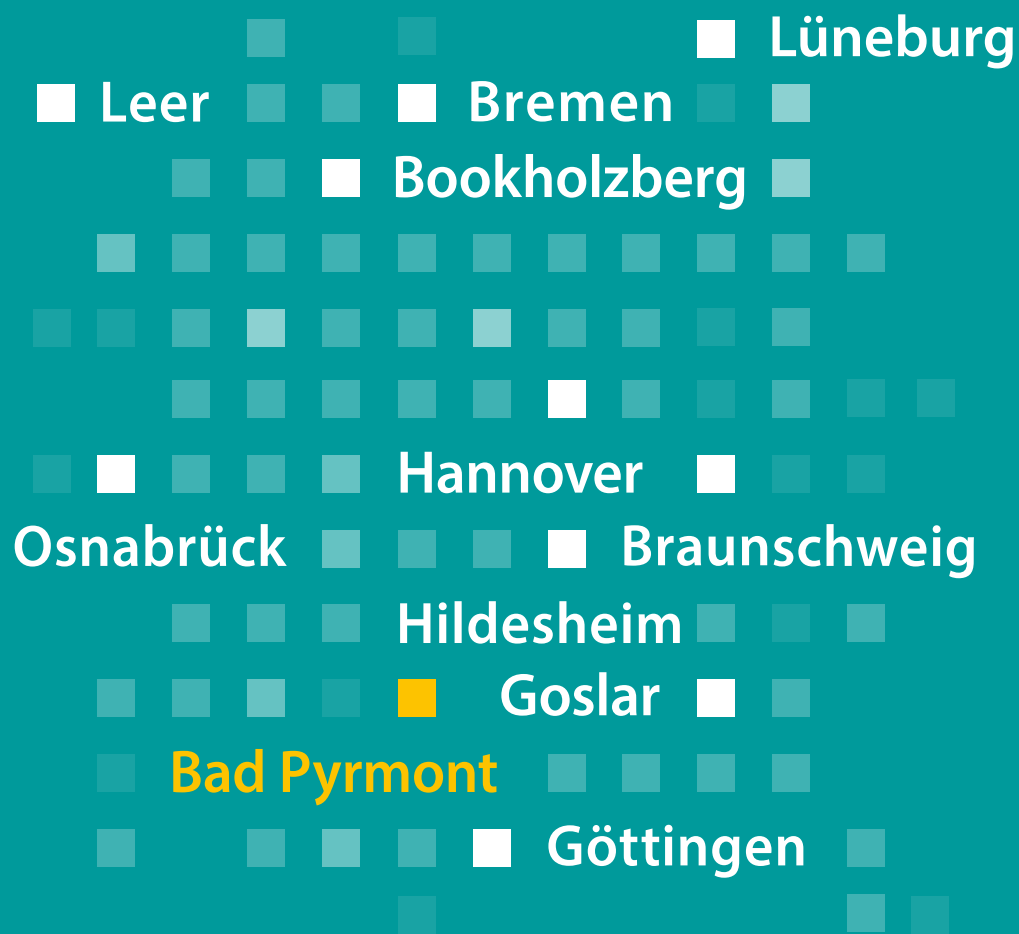 Lüneburg
Leer
Bremen
Bookholzberg
Hannover
Osnabrück
Braunschweig
Hildesheim
Goslar
Bad Pyrmont
Göttingen